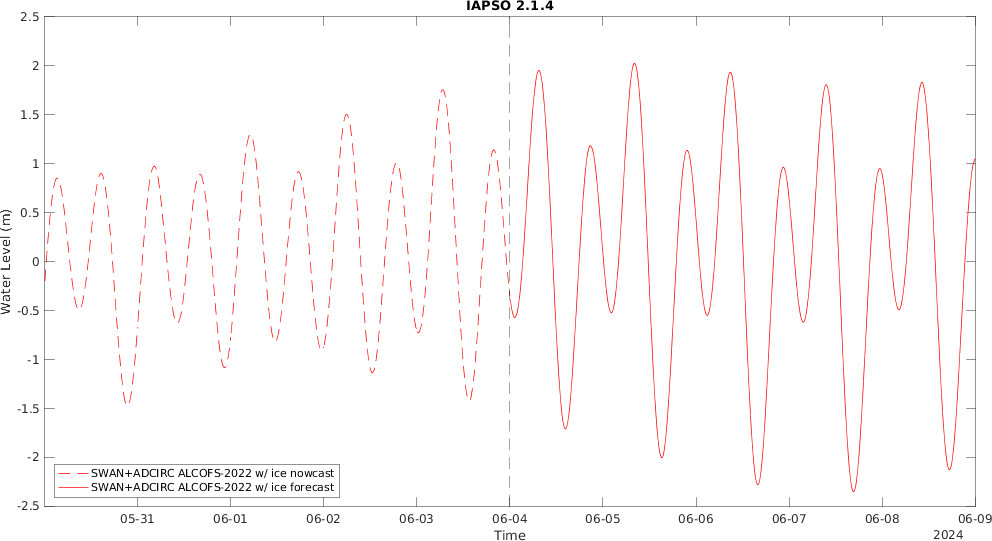 IAPSO 2.1.4
2.5
2
1.5
1
0.5
0
-0.5
-1
-1.5
-2
-2.5
Water Level (m)
SWAN+ADCIRC ALCOFS-2022 w/ ice nowcast
SWAN+ADCIRC ALCOFS-2022 w/ ice forecast
05-31 06-01 06-02 06-03 06-04 06-05 06-06 06-07 06-08 06-09
Time
2024